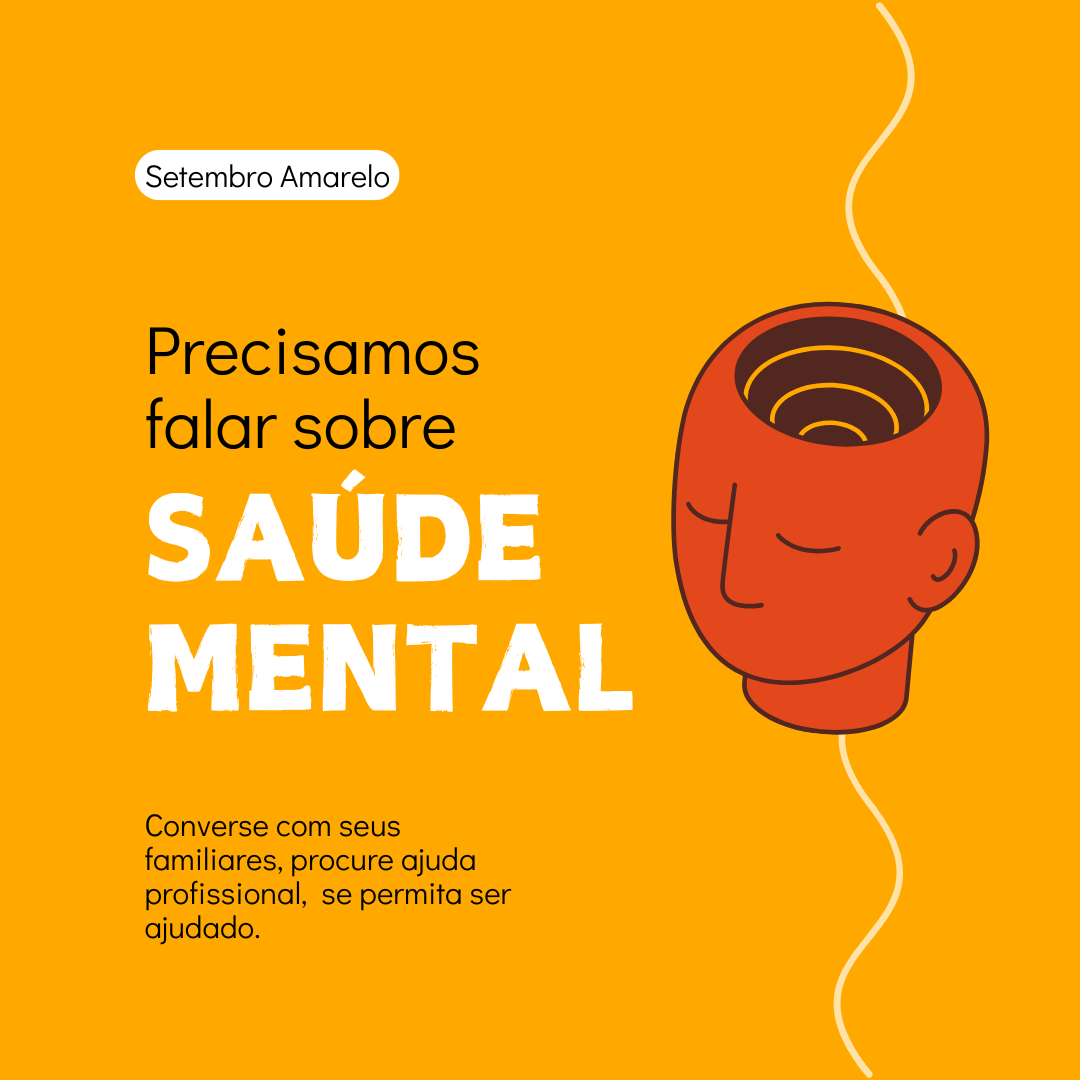 Setembro Amarelo
Precisamos
falar sobre
SAÚDE
MENTAL
Converse com seus
familiares, procure ajuda
profissional,  se permita ser
ajudado.